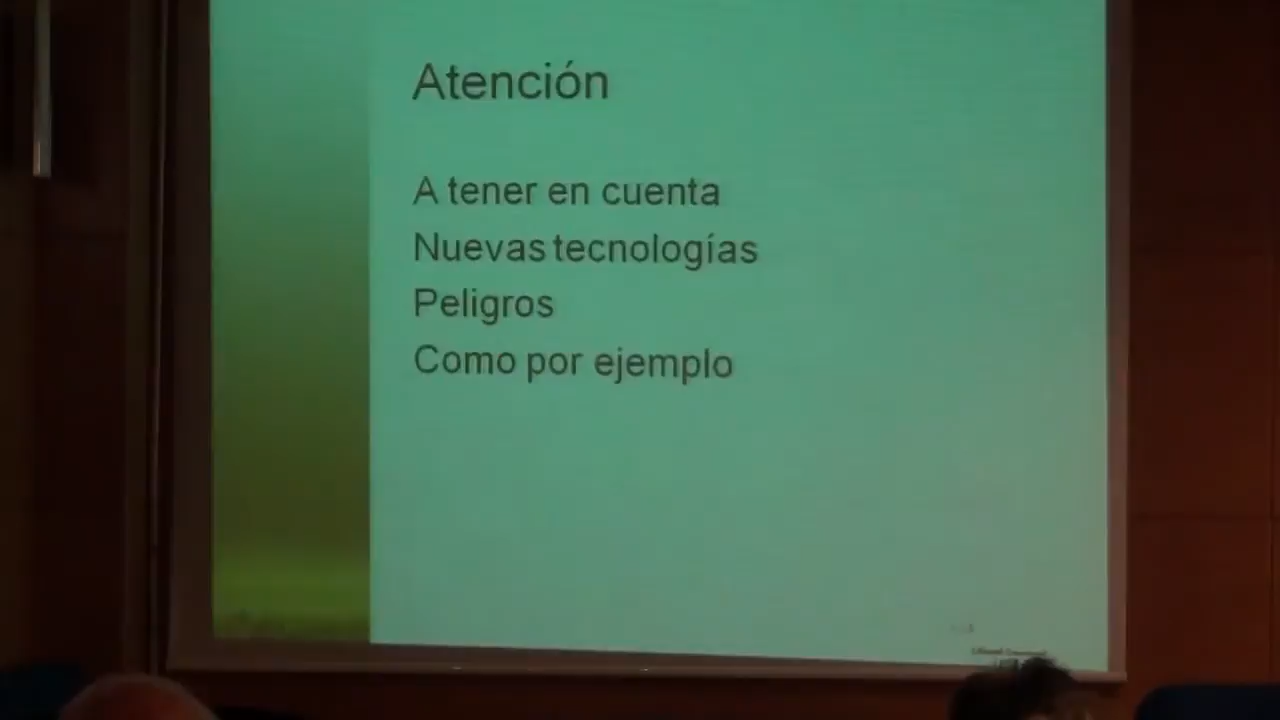 Atención
A tener en cuenta
Nuevas tecnologías
Peligros
Como por ejemplo